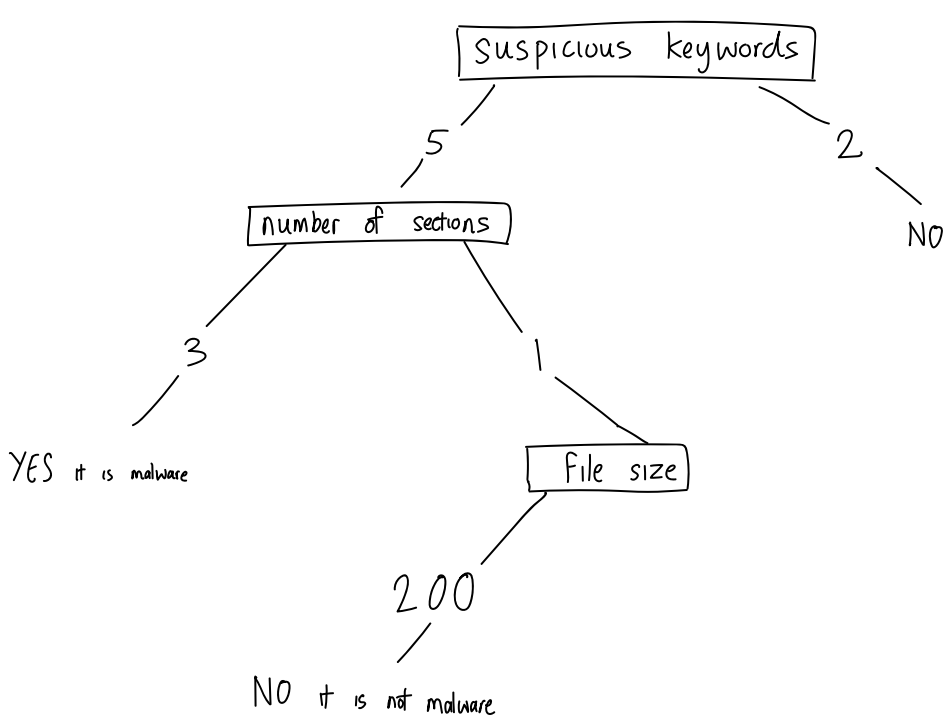 suspicious keywords
5
2
number of sections
NO
3
1
YES it is malware
file size
200
NO it is not malware